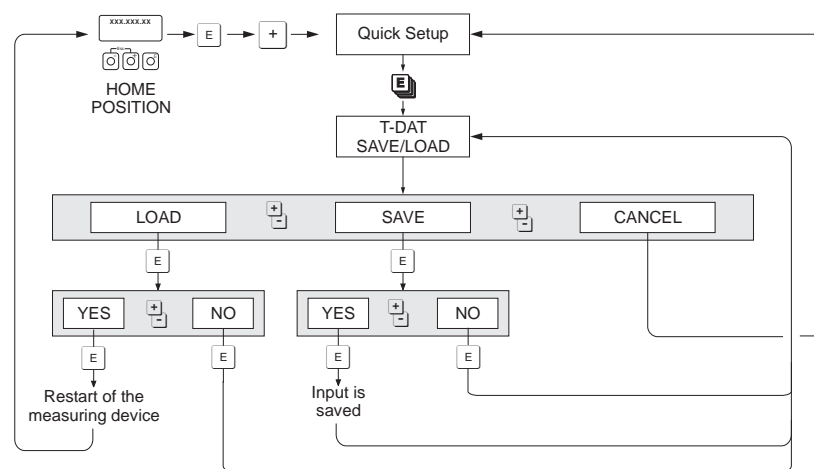 xxx.xxx.xx
Esc
E
+
Quick Setup
HOME
POSITION
E
T-DAT
SAVE/LOAD
LOAD
+
-
SAVE
+
-
CANCEL
E
E
YES
+
-
NO
YES
+
-
NO
E
E
E
E
Restart of the
measuring device
Input is
saved